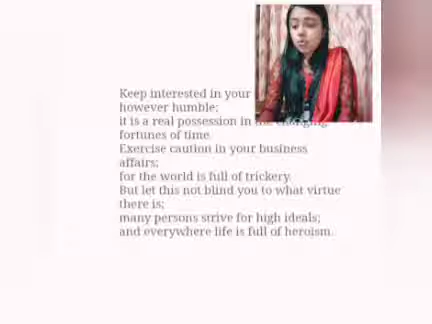 Keep interested in your
however humble;
it is a real possession in the changing
fortunes of time.
Exercise caution in your business
affairs;
for the world is full of trickery.
But let this not blind you to what virtue
there is;
many persons strive for high ideals;
and everywhere life is full of heroism.